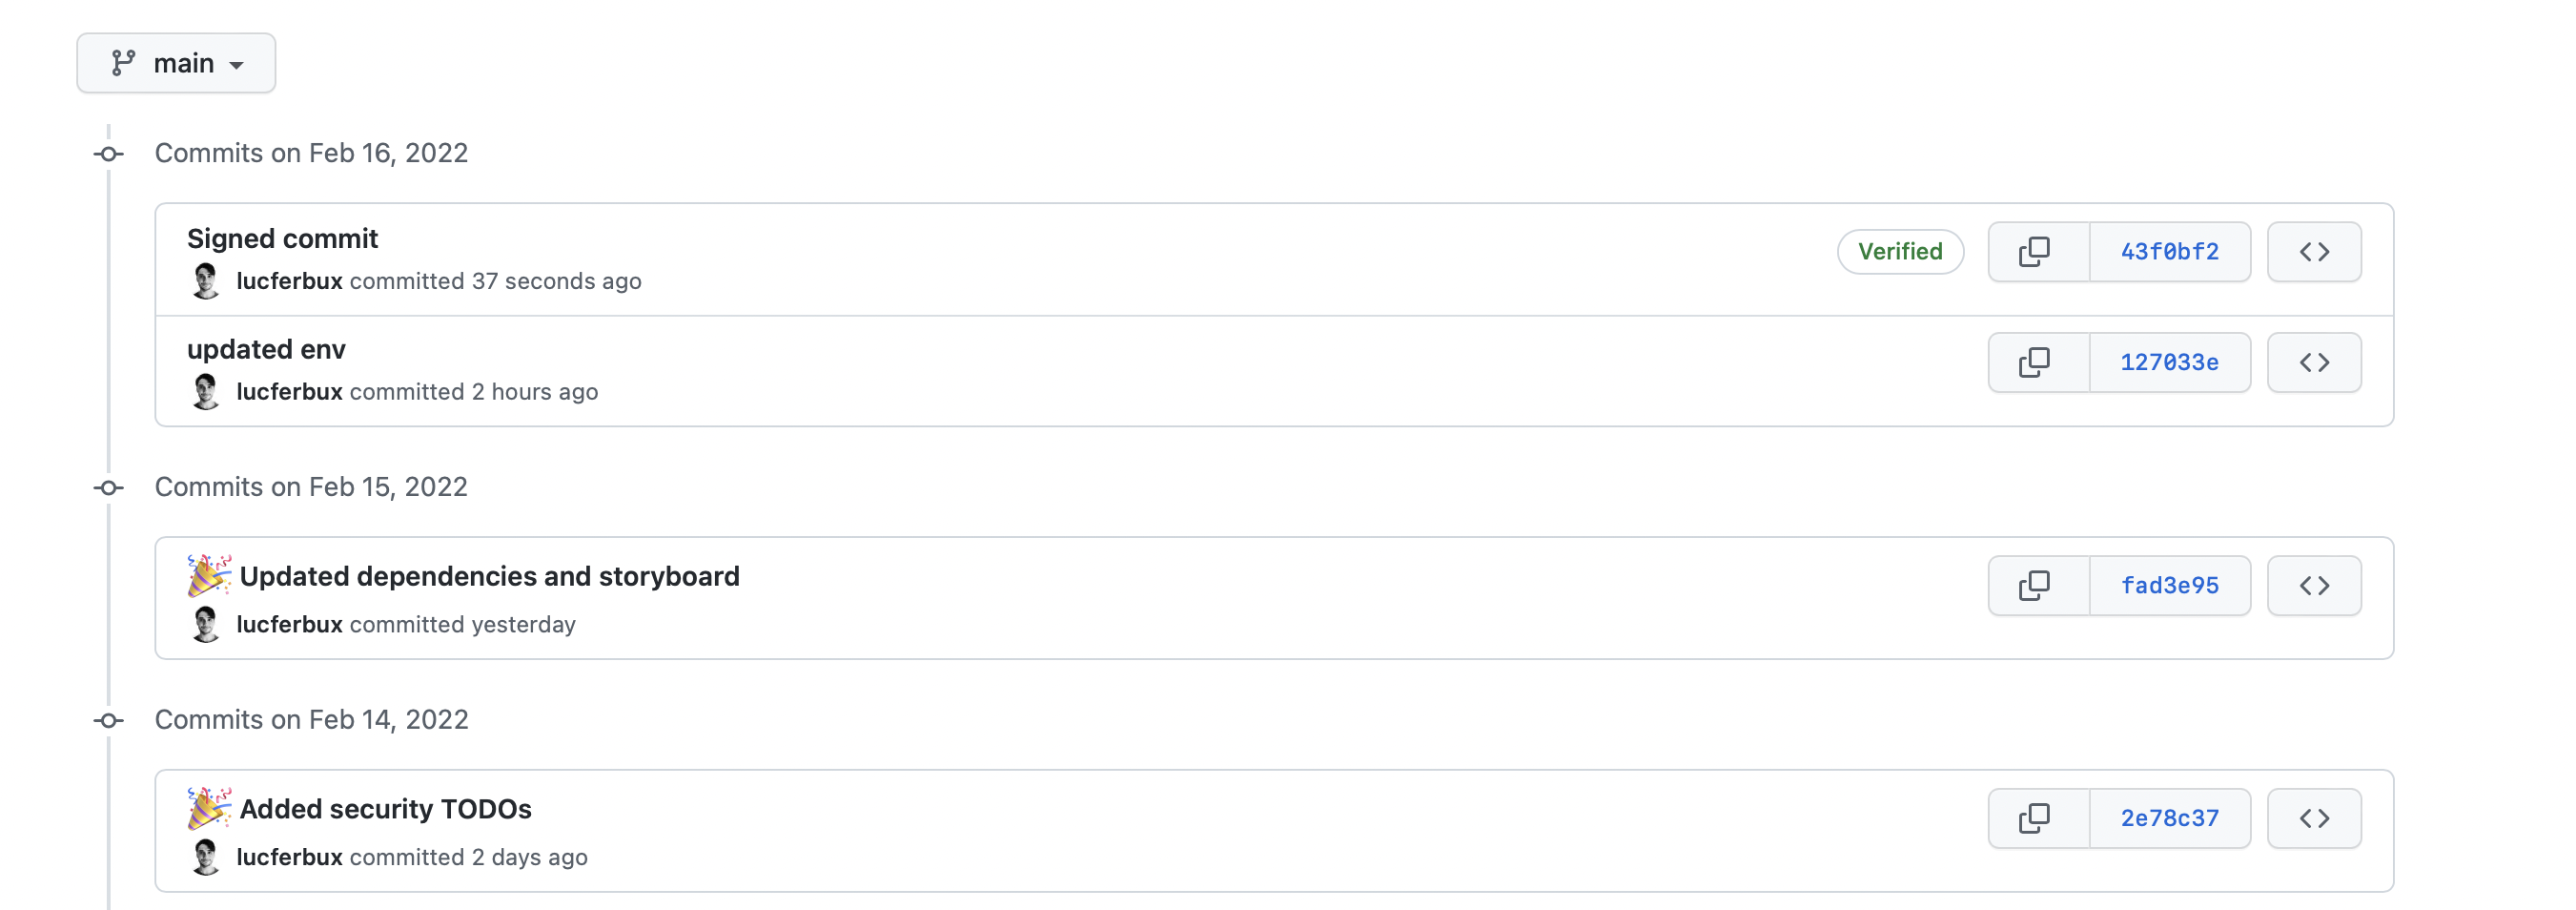 main
Commits on Feb 16, 2022
Signed commit
lucferbux committed 37 seconds ago
Verified
43f0bf2
updated env
lucferbux committed 2 hours ago
127033e
Commits on Feb 15, 2022
🎉 Updated dependencies and storyboard
lucferbux committed yesterday
fad3e95
Commits on Feb 14, 2022
🎉 Added security TODOs
lucferbux committed 2 days ago
2e78c37